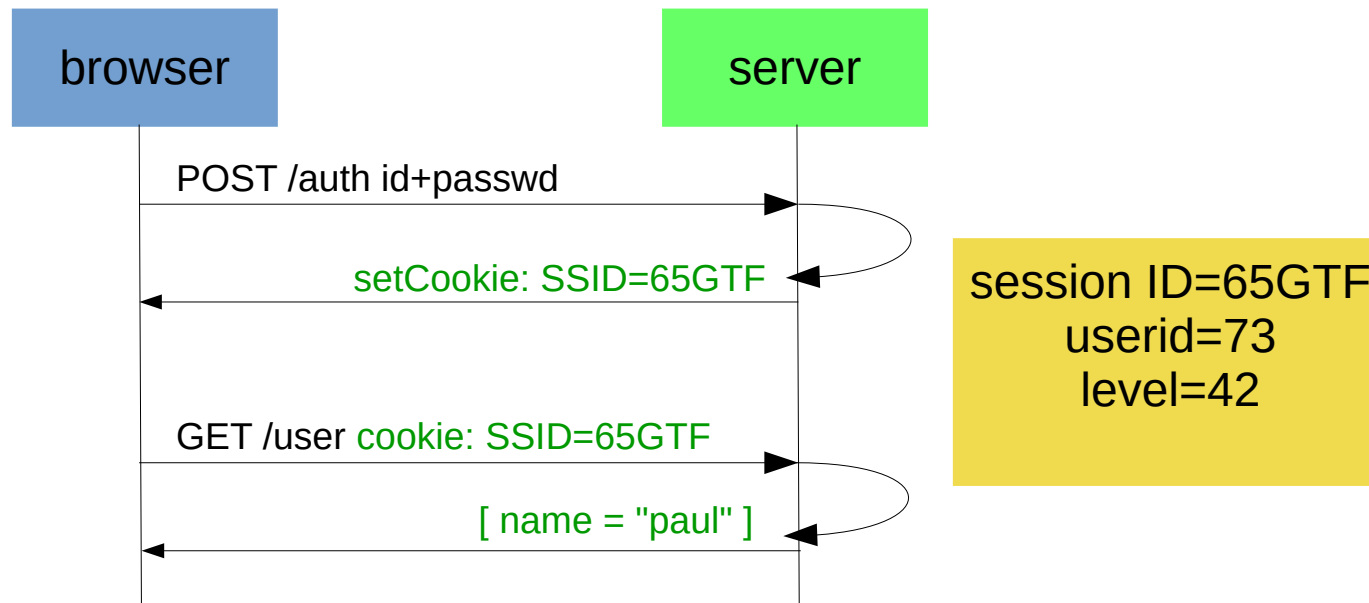 browser
server
POST /auth id+passwd
setCookie: SSID=65GTF
session ID=65GTF
userid=73
level=42
GET /user cookie: SSID=65GTF
[ name = "paul" ]